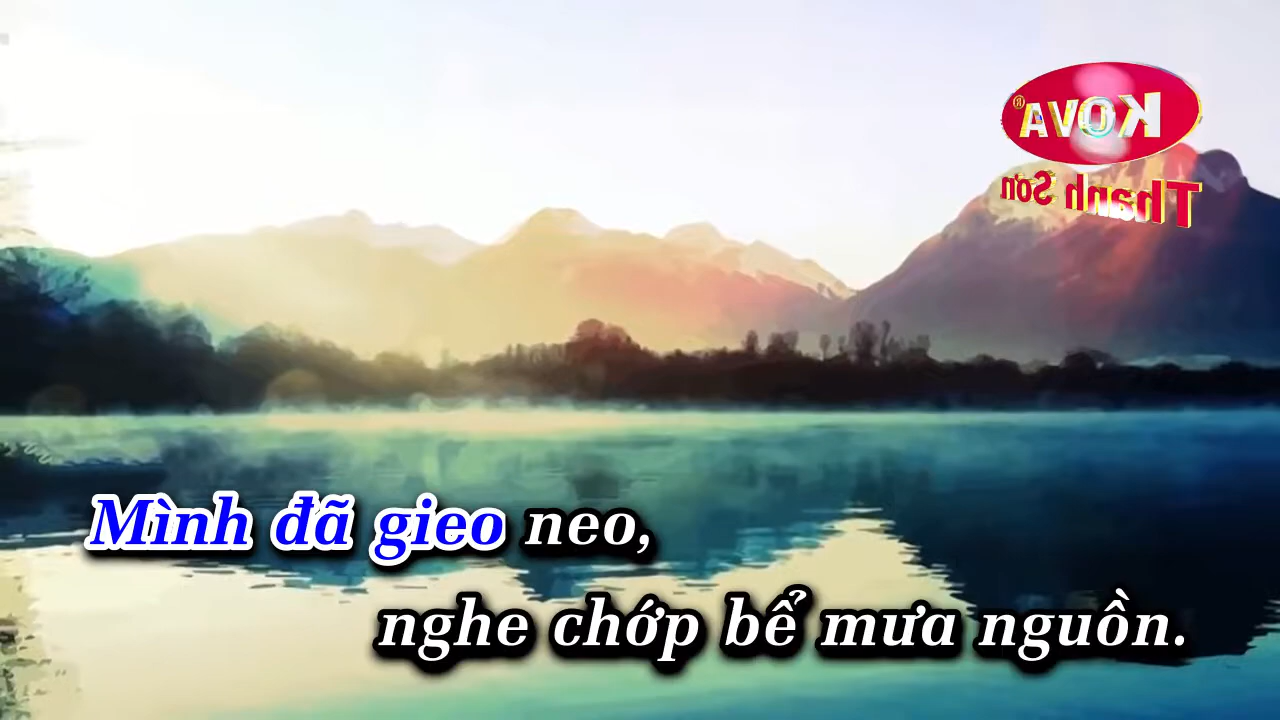 KOVA®
Thanh Sơn
Mình đã gieo neo,
nghe chớp bể mưa nguồn.